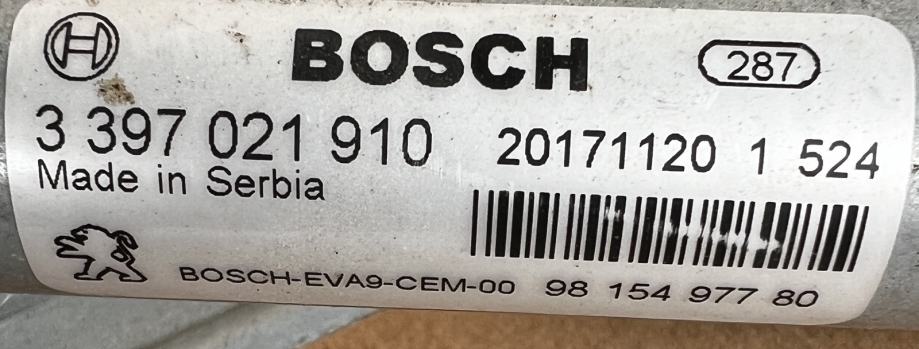 BOSCH 287
3 397 021 910 20171120 1 524
Made in Serbia
BOSCH-EVA9-CEM-00 98 154 977 80